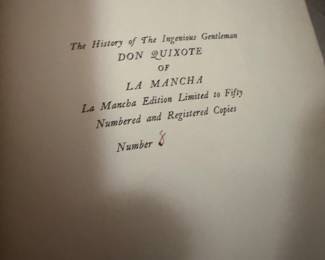 The History of The Ingenious Gentleman
DON QUIXOTE
OF
LA MANCHA
La Mancha Edition Limited to Fifty
Numbered and Registered Copies
Number 8